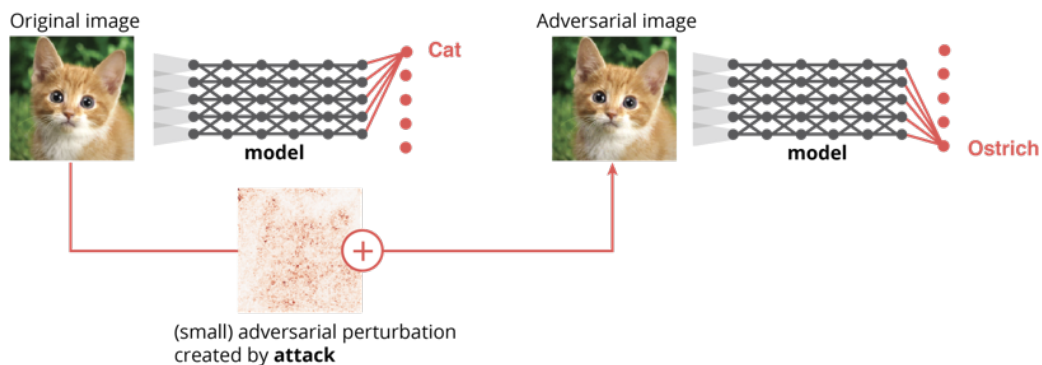 Original image
Cat
model
Adversarial image
Ostrich
model
(small) adversarial perturbation
created by attack